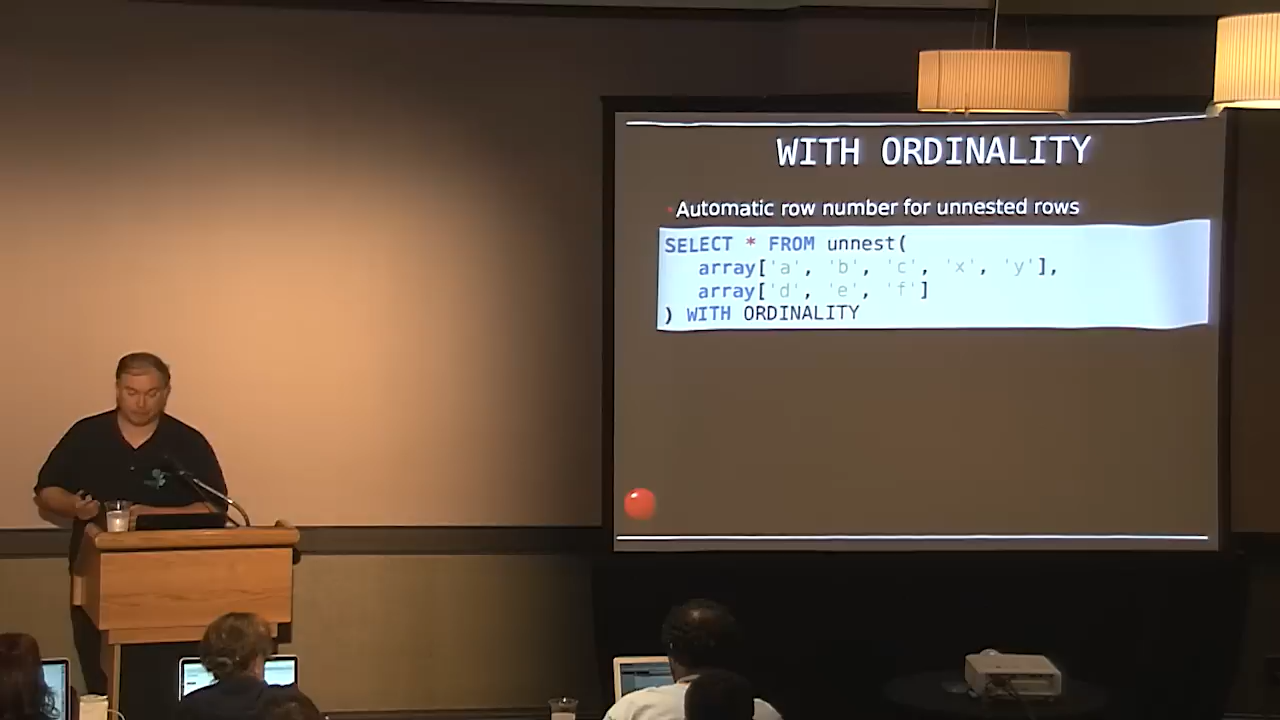 WITH ORDINALITY
Automatic row number for unnested rows
SELECT * FROM unnest(
array['a', 'b', 'c', 'x', 'y'],
array['d', 'e', 'f']
) WITH ORDINALITY